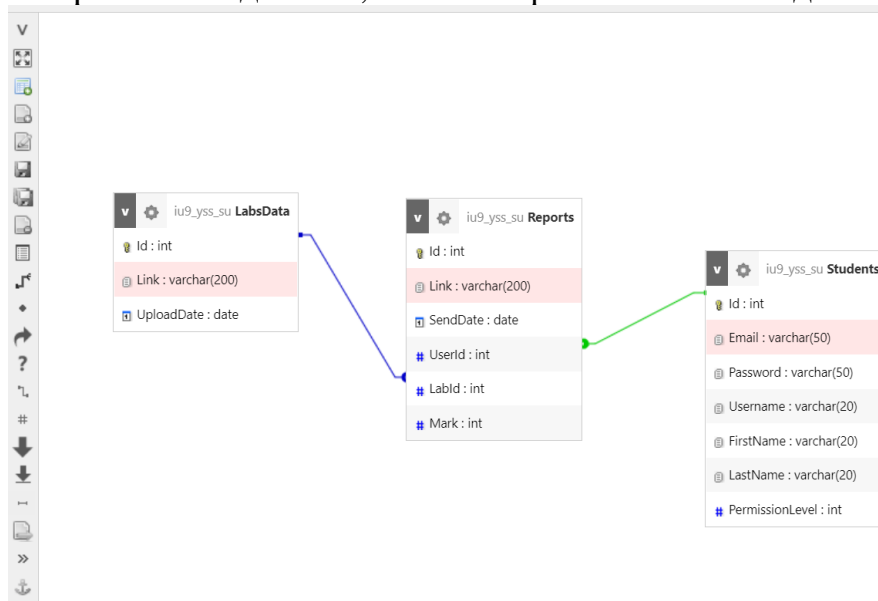 v
v iu9_yss_su LabsData
Id : int
Link : varchar(200)
UploadDate : date
v iu9_yss_su Reports
Id : int
Link : varchar(200)
SendDate : date
# UserId : int
# LabId : int
# Mark : int
v iu9_yss_su Students
Id : int
Email : varchar(50)
Password : varchar(50)
Username : varchar(20)
FirstName : varchar(20)
LastName : varchar(20)
# PermissionLevel : int
?
#
»